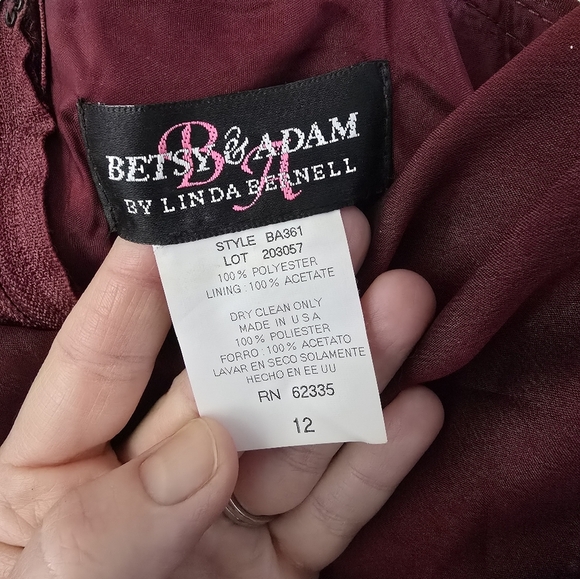 BETSY & ADAM
BA
BY LINDA BERNELL
STYLE BA361
LOT 203057
100% POLYESTER
LINING : 100% ACETATE
DRY CLEAN ONLY
MADE IN U S A
100% POLIESTER
FORRO : 100% ACETATO
LAVAR EN SECO SOLAMENTE
HECHO EN EE UU
RN 62335
12